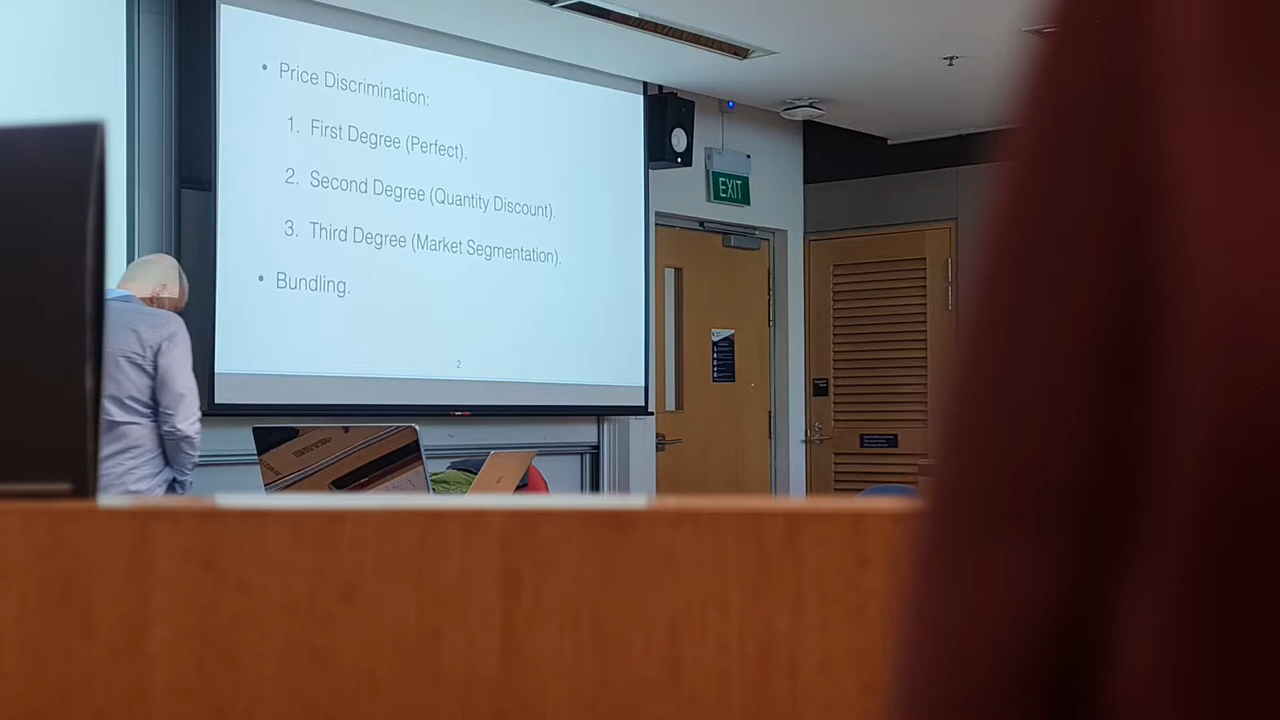 • Price Discrimination:
1. First Degree (Perfect).
2. Second Degree (Quantity Discount).
3. Third Degree (Market Segmentation).
• Bundling.
2
EXIT